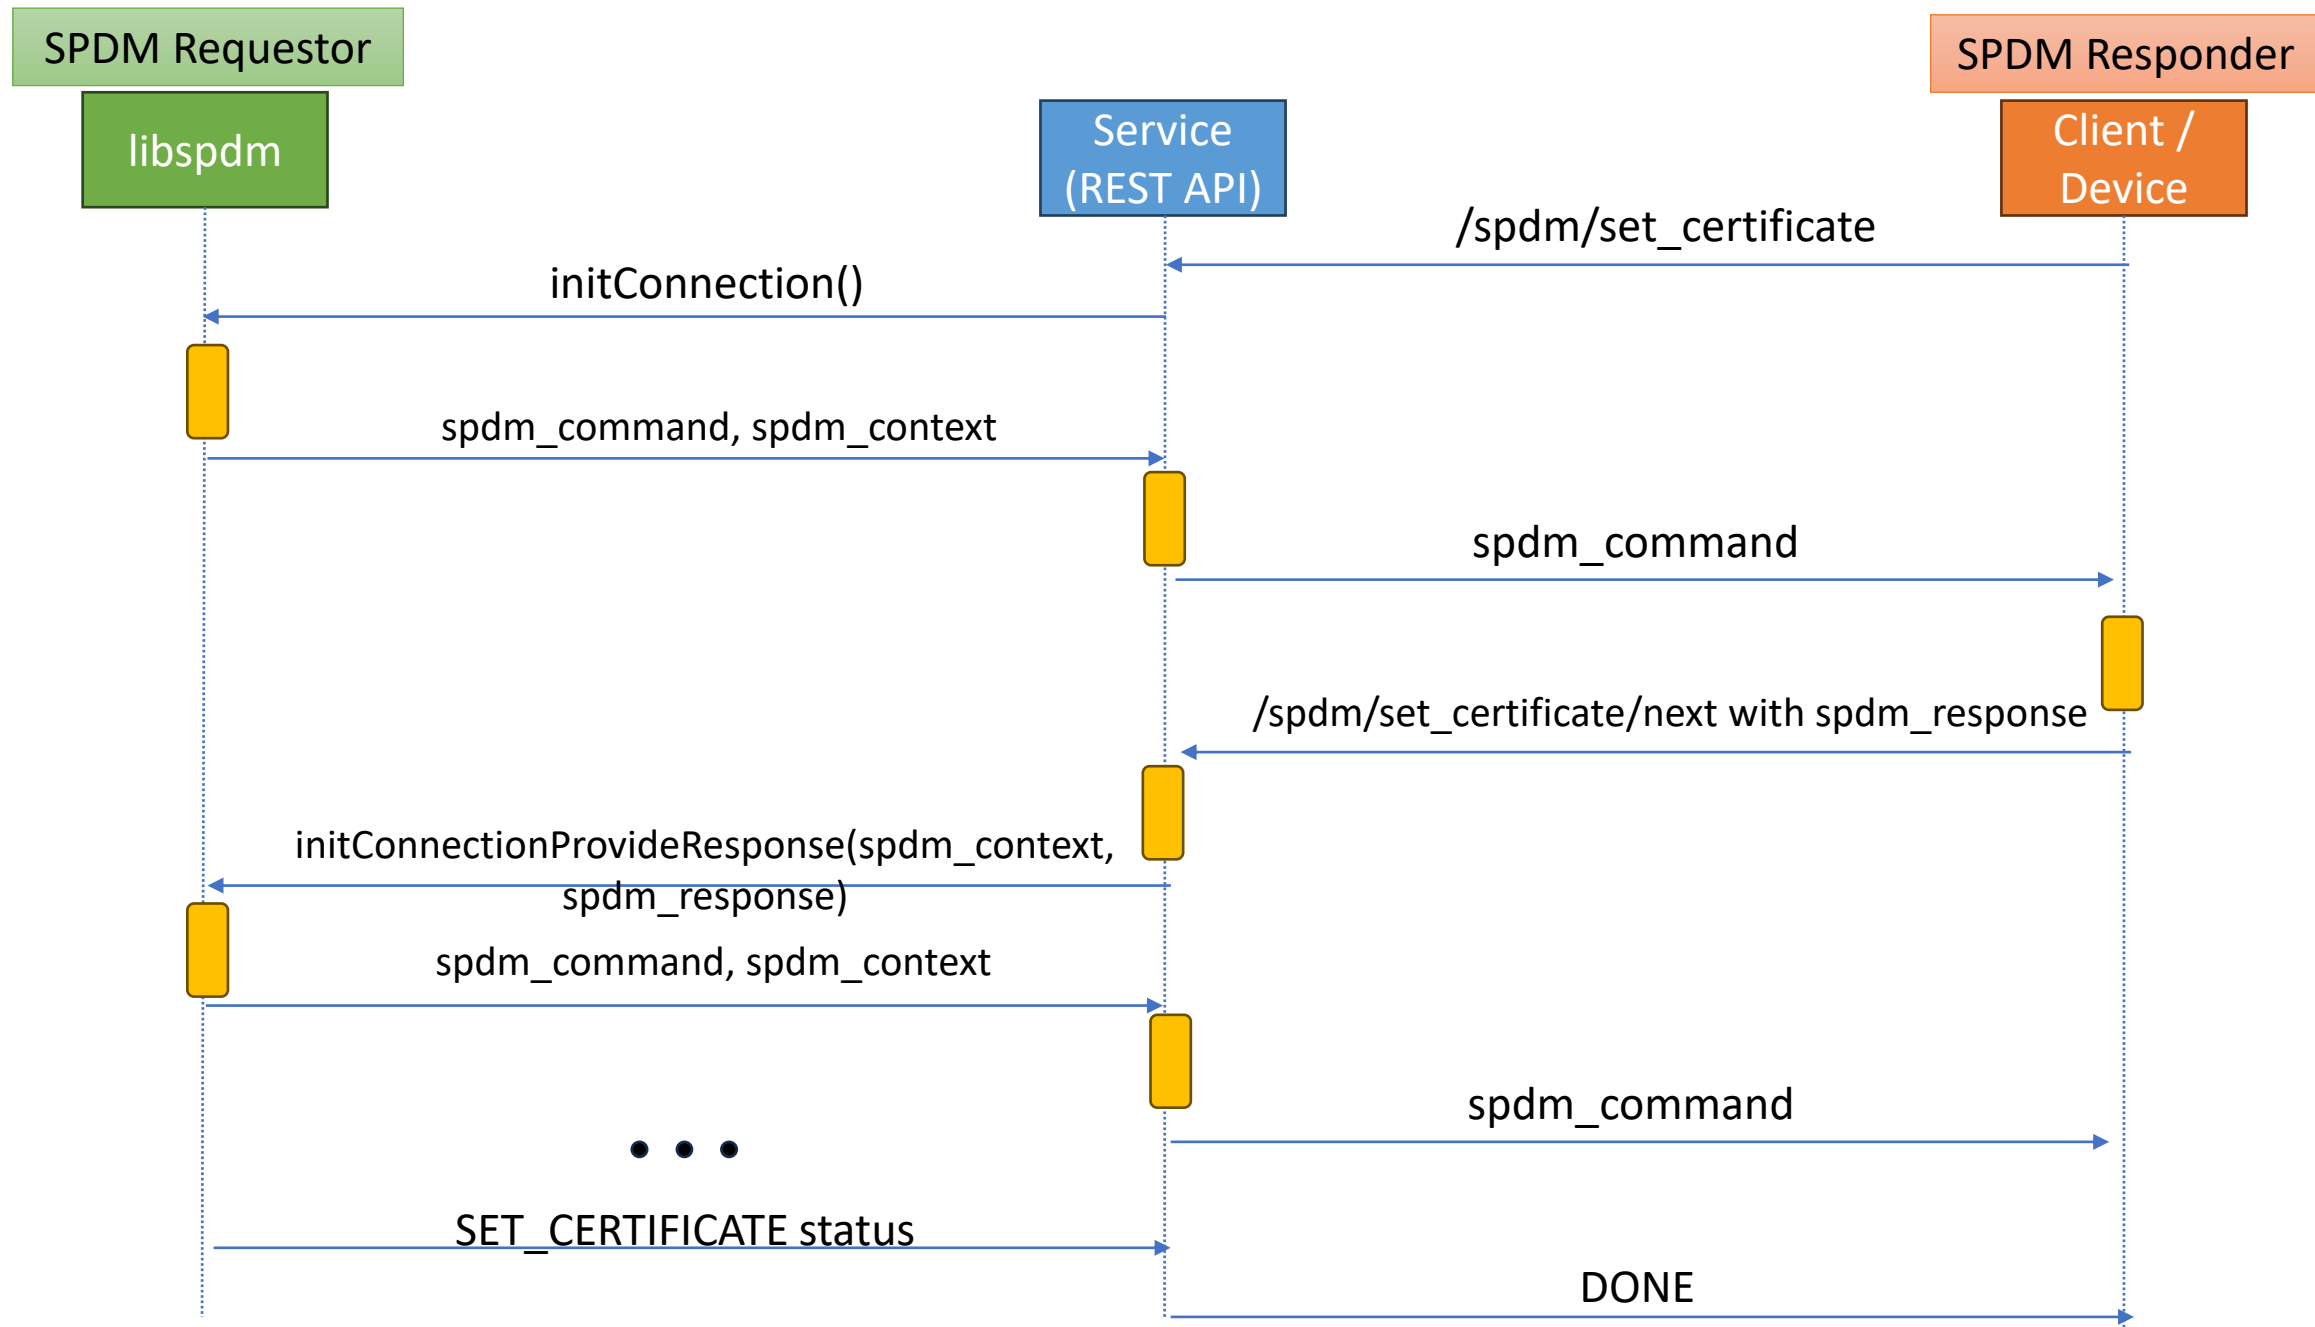 SPDM Requestor
SPDM Responder
libspdm
Service
(REST API)
Client /
Device
/spdm/set_certificate
initConnection()
spdm_command, spdm_context
spdm_command
/spdm/set_certificate/next with spdm_response
initConnectionProvideResponse(spdm_context,
spdm_response)
spdm_command, spdm_context
spdm_command
SET_CERTIFICATE status
DONE